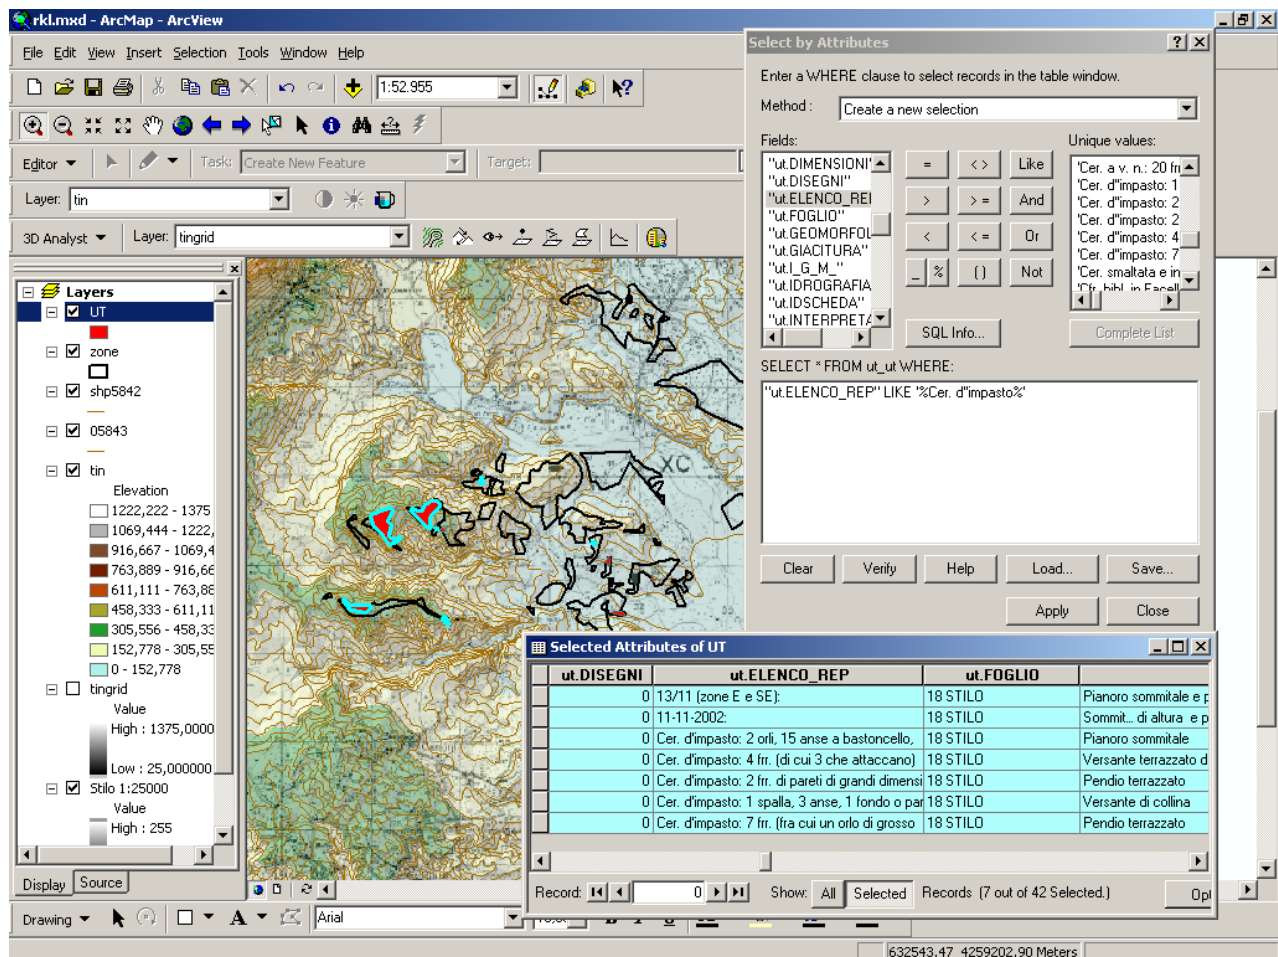 rkl.mxd - ArcMap - ArcView
File Edit View Insert Selection Tools Window Help
1:52.955
Editor Task: Create New Feature Target:
Layer: tin
3D Analyst Layer: tingrid
Layers
UT
zone
shp5842
05843
tin
Elevation
1222,222 - 1375
1069,444 - 1222,
916,667 - 1069,4
763,889 - 916,66
611,111 - 763,88
458,333 - 611,11
305,556 - 458,33
152,778 - 305,55
0 - 152,778
tingrid
Value
High : 1375,0000
Low : 25,000000
Stilo 1:25000
Value
High : 255
Display Source
Drawing A Arial
XC
Select by Attributes
Enter a WHERE clause to select records in the table window.
Method : Create a new selection
Fields: Unique values:
"ut.DIMENSIONI"
"ut.DISEGNI"
"ut.ELENCO_REI
"ut.FOGLIO"
"ut.GEOMORFOL
"ut.GIACITURA"
"ut.I_G_M_"
"ut.IDROGRAFIA
"ut.IDSCHEDA"
"ut.INTERPRETA
= <> Like
> >= And
< <= Or
_ % () Not
'Cer. a v. n.: 20 fri
'Cer. d''impasto: 1
'Cer. d''impasto: 2
'Cer. d''impasto: 2
'Cer. d''impasto: 4
'Cer. d''impasto: 7
'Cer. smaltata e in
'Cfr. bibl. in Facell
SQL Info... Complete List
SELECT * FROM ut_ut WHERE:
"ut.ELENCO_REP" LIKE '%Cer. d''impasto%'
Clear Verify Help Load... Save...
Apply Close
Selected Attributes of UT
ut.DISEGNI ut.ELENCO_REP ut.FOGLIO
0 13/11 (zone E e SE): 18 STILO Pianoro sommitale e p
0 11-11-2002: 18 STILO Sommit... di altura e p
0 Cer. d'impasto: 2 orli, 15 anse a bastoncello, 18 STILO Pianoro sommitale
0 Cer. d'impasto: 4 frr. (di cui 3 che attaccano) 18 STILO Versante terrazzato d
0 Cer. d'impasto: 2 frr. di pareti di grandi dimensi 18 STILO Pendio terrazzato
0 Cer. d'impasto: 1 spalla, 3 anse, 1 fondo o par 18 STILO Versante di collina
0 Cer. d'impasto: 7 frr. (fra cui un orlo di grosso 18 STILO Pendio terrazzato
Record: 0 Show: All Selected Records (7 out of 42 Selected.) Opt
632543.47 4259202.90 Meters